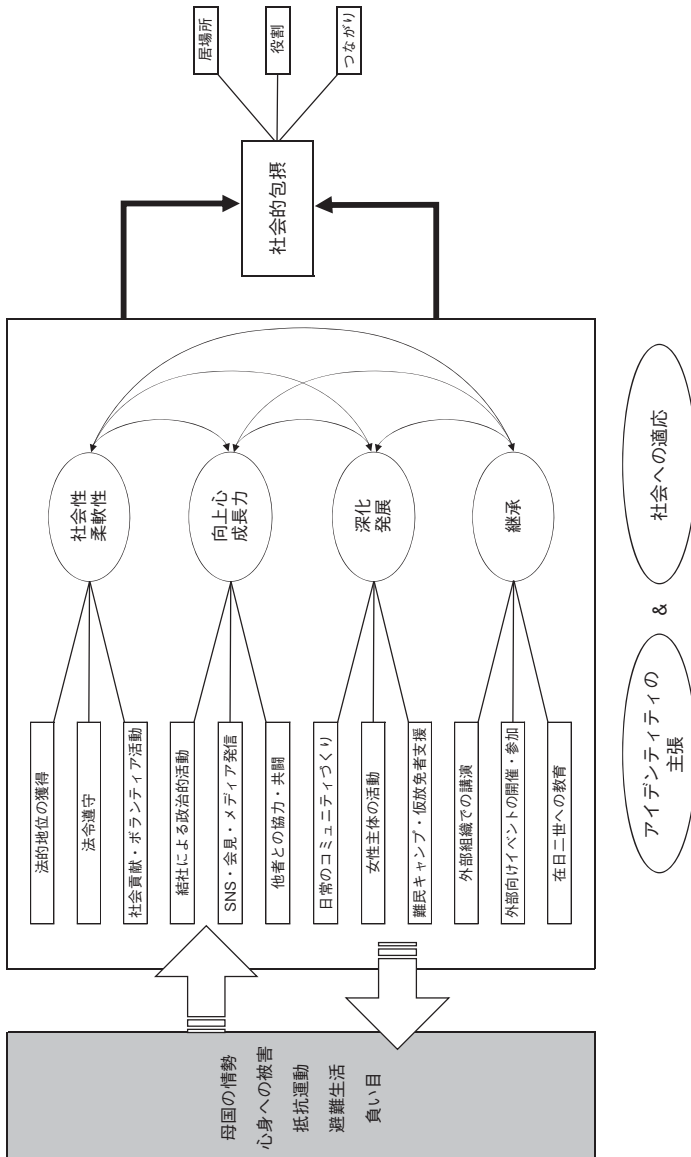 母国の情勢
心身への被害
抵抗運動
避難生活
負い目
法的地位の獲得
法令遵守
社会貢献・ボランティア活動
結社による政治的活動
SNS・会見・メディア発信
他者との協力・共闘
日常のコミュニティづくり
女性主体の活動
難民キャンプ・仮放免者支援
外部組織での講演
外部向けイベントの開催・参加
在日二世への教育
社会性
柔軟性
向上心
成長力
深化
発展
継承
社会的包摂
居場所
役割
つながり
アイデンティティの
主張
&
社会への適応